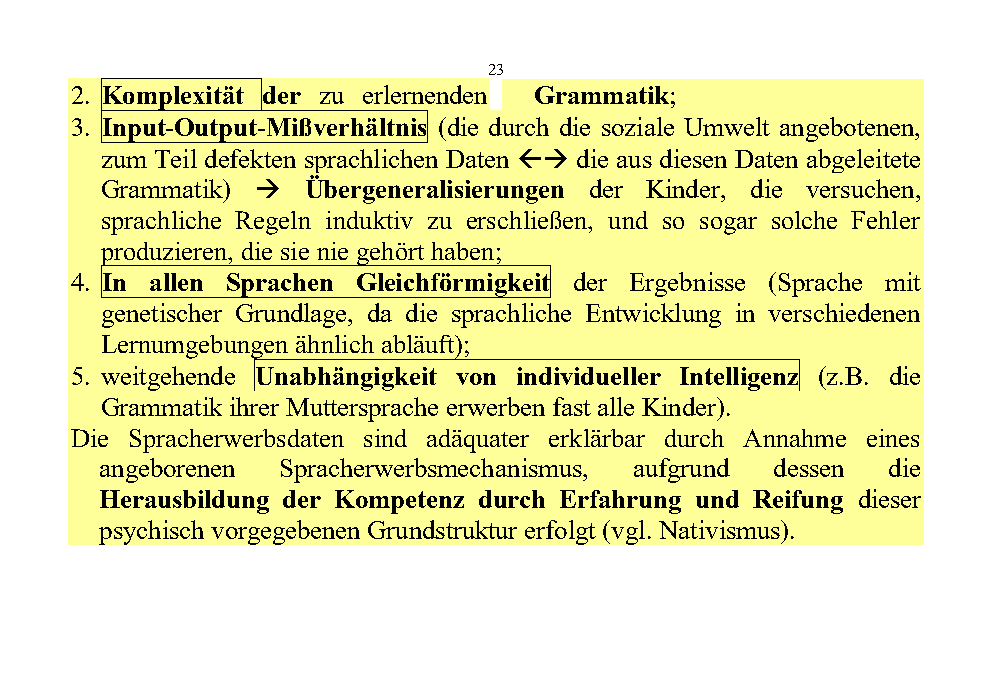 23
2. Komplexität der zu erlernenden Grammatik;
3. Input-Output-Mißverhältnis (die durch die soziale Umwelt angebotenen,
zum Teil defekten sprachlichen Daten ←→ die aus diesen Daten abgeleitete
Grammatik) → Übergeneralisierungen der Kinder, die versuchen,
sprachliche Regeln induktiv zu erschließen, und so sogar solche Fehler
produzieren, die sie nie gehört haben;
4. In allen Sprachen Gleichförmigkeit der Ergebnisse (Sprache mit
genetischer Grundlage, da die sprachliche Entwicklung in verschiedenen
Lernumgebungen ähnlich abläuft);
5. weitgehende Unabhängigkeit von individueller Intelligenz (z.B. die
Grammatik ihrer Muttersprache erwerben fast alle Kinder).
Die Spracherwerbsdaten sind adäquater erklärbar durch Annahme eines
angeborenen Spracherwerbsmechanismus, aufgrund dessen die
Herausbildung der Kompetenz durch Erfahrung und Reifung dieser
psychisch vorgegebenen Grundstruktur erfolgt (vgl. Nativismus).